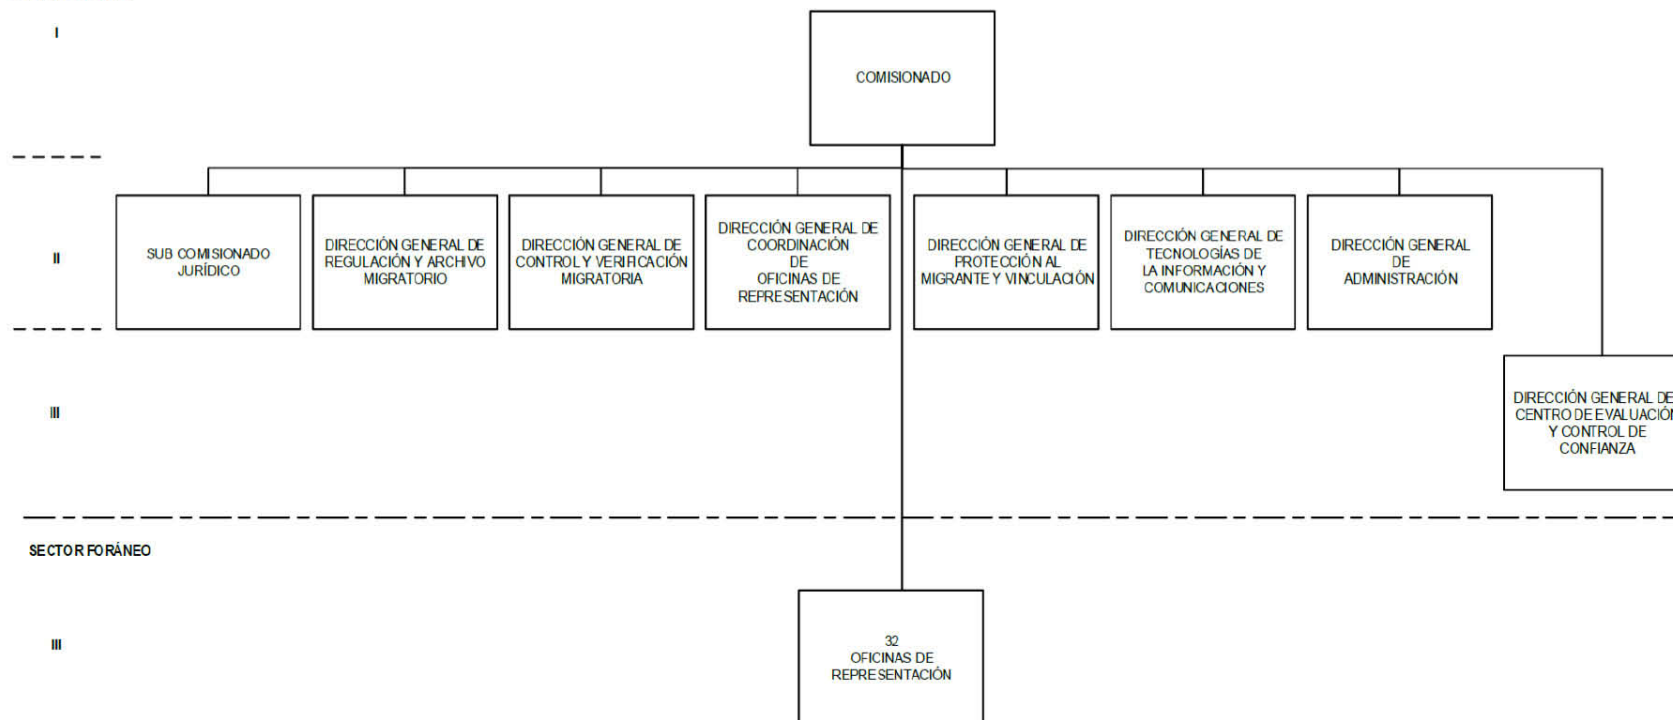 I
COMISIONADO
II
SUB COMISIONADO
JURÍDICO
DIRECCIÓN GENERAL DE
REGULACIÓN Y ARCHIVO
MIGRATORIO
DIRECCIÓN GENERAL DE
CONTROL Y VERIFICACIÓN
MIGRATORIA
DIRECCIÓN GENERAL DE
COORDINACIÓN
DE
OFICINAS DE
REPRESENTACIÓN
DIRECCIÓN GENERAL DE
PROTECCIÓN AL
MIGRANTE Y VINCULACIÓN
DIRECCIÓN GENERAL DE
TECNOLOGÍAS DE
LA INFORMACIÓN Y
COMUNICACIONES
DIRECCIÓN GENERAL
DE
ADMINISTRACIÓN
III
DIRECCIÓN GENERAL DE
CENTRO DE EVALUACIÓN
Y CONTROL DE
CONFIANZA
SECTOR FORÁNEO
III
32
OFICINAS DE
REPRESENTACIÓN